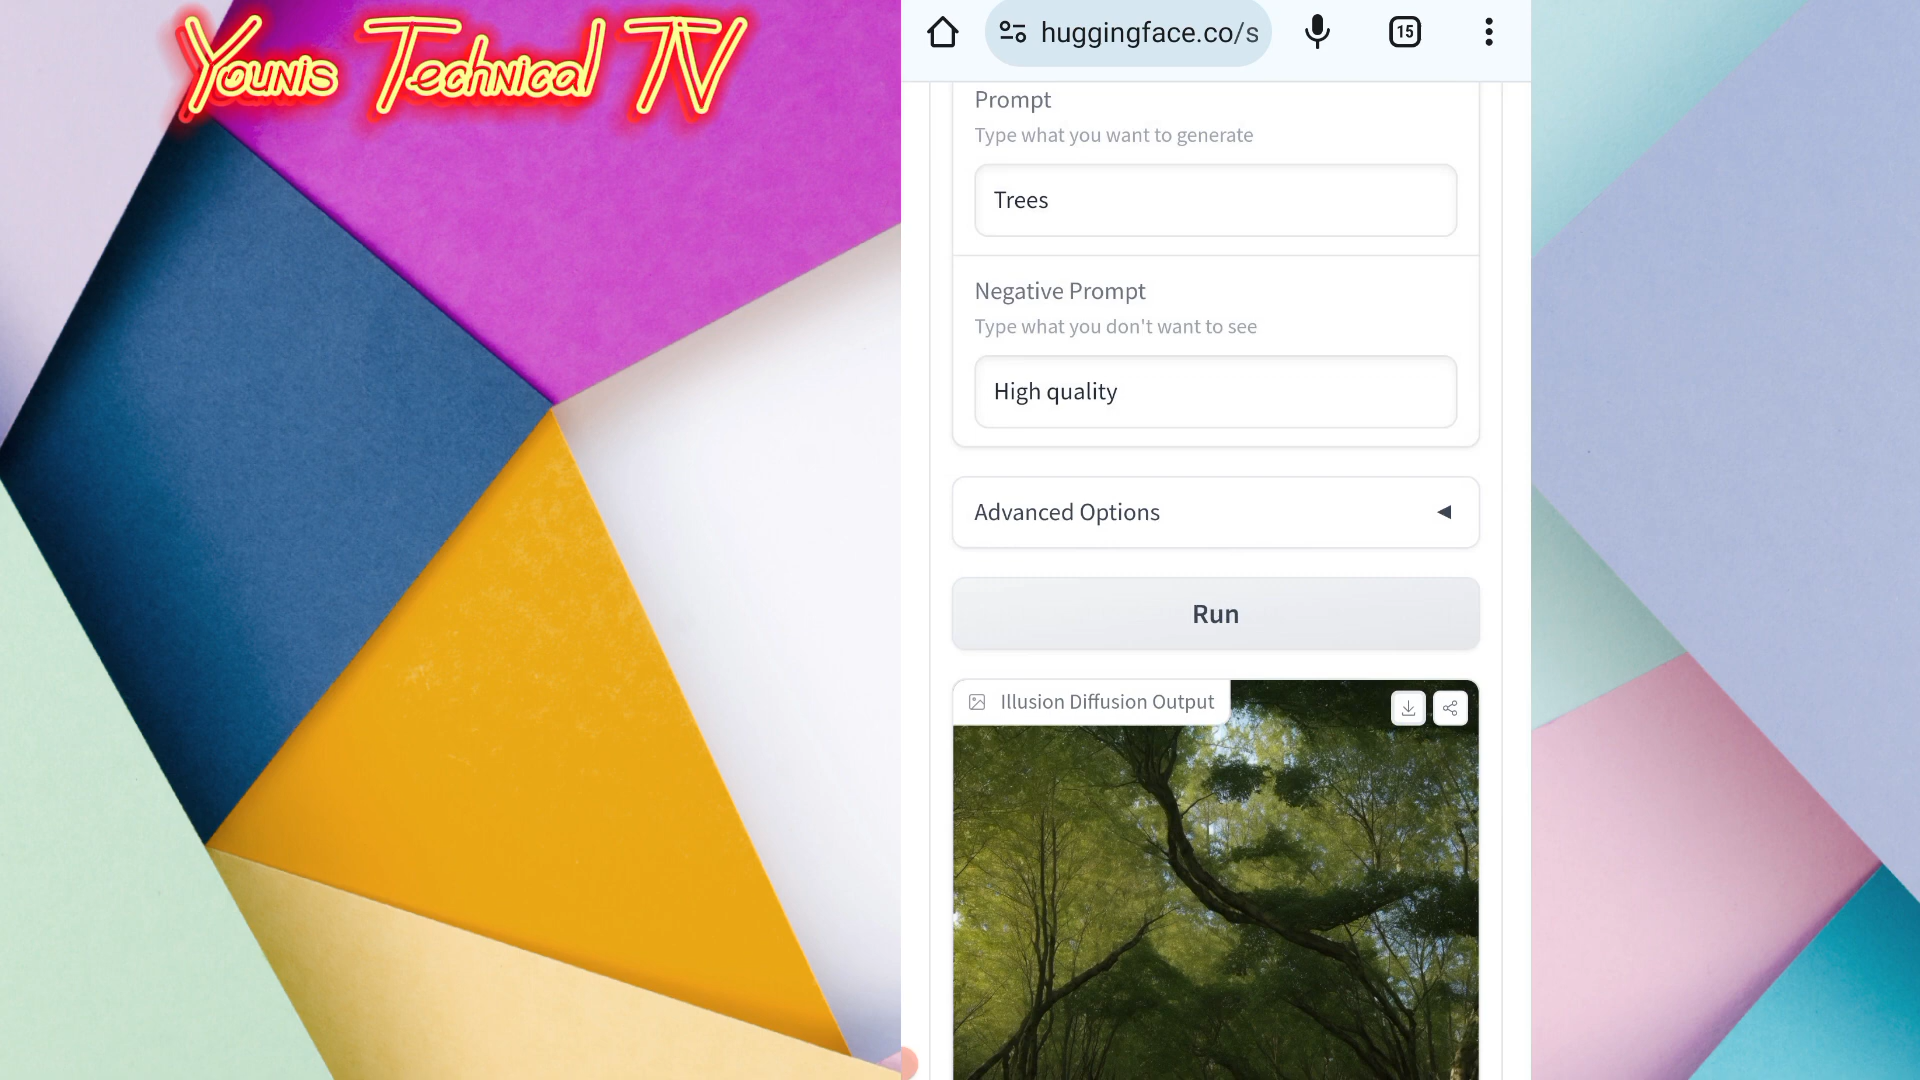 Younis Technical TV
huggingface.co/s
15
Prompt
Type what you want to generate
Trees
Negative Prompt
Type what you don't want to see
High quality
Advanced Options
Run
Illusion Diffusion Output